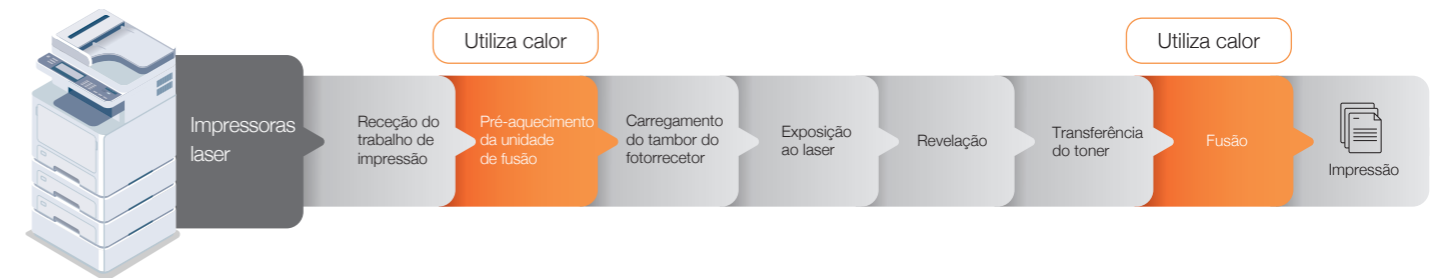 Utiliza calor
Utiliza calor
Impressoras
laser
Receção do
trabalho de
impressão
Pré-aquecimento
da unidade
de fusão
Carregamento
do tambor do
fotorrecetor
Exposição
ao laser
Revelação
Transferência
do toner
Fusão
Impressão